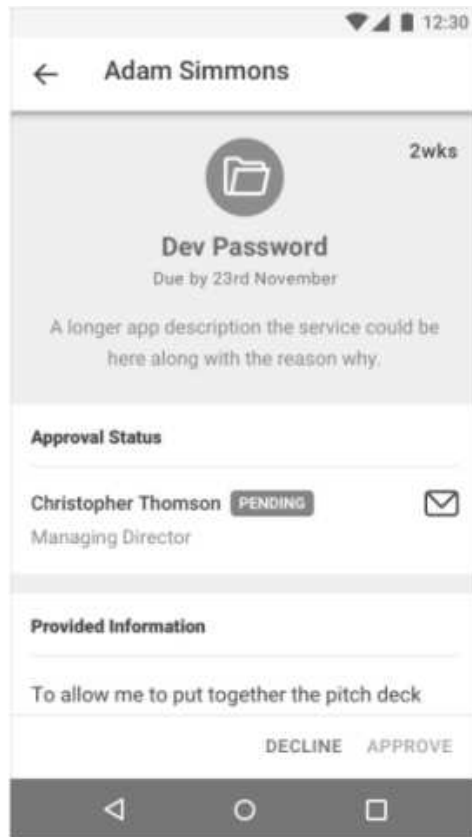 12:30
Adam Simmons
2wks
Dev Password
Due by 23rd November
A longer app description the service could be
here along with the reason why.
Approval Status
Christopher Thomson PENDING
Managing Director
Provided Information
To allow me to put together the pitch deck
DECLINE APPROVE